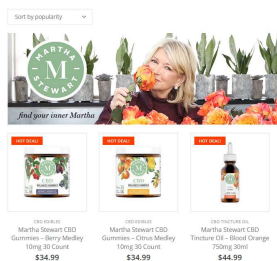 Sort by popularity
MARTHA
M
STEWART
find your inner Martha
HOT DEAL!
HOT DEAL!
HOT DEAL!
CBD EDIBLES
CBD EDIBLES
CBD TINCTURE OIL
Martha Stewart CBD
Gummies – Berry Medley
10mg 30 Count
$34.99
Martha Stewart CBD
Gummies – Citrus Medley
10mg 30 Count
$34.99
Martha Stewart CBD
Tincture Oil – Blood Orange
750mg 30ml
$44.99